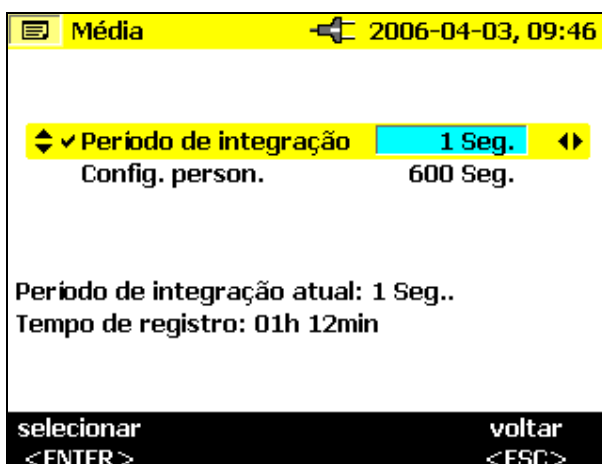 Média 2006-04-03, 09:46
Período de integração 1 Seg.
Config. person. 600 Seg.
Período de integração atual: 1 Seg..
Tempo de registro: 01h 12min
selecionar voltar
<ENTER> <ESC>